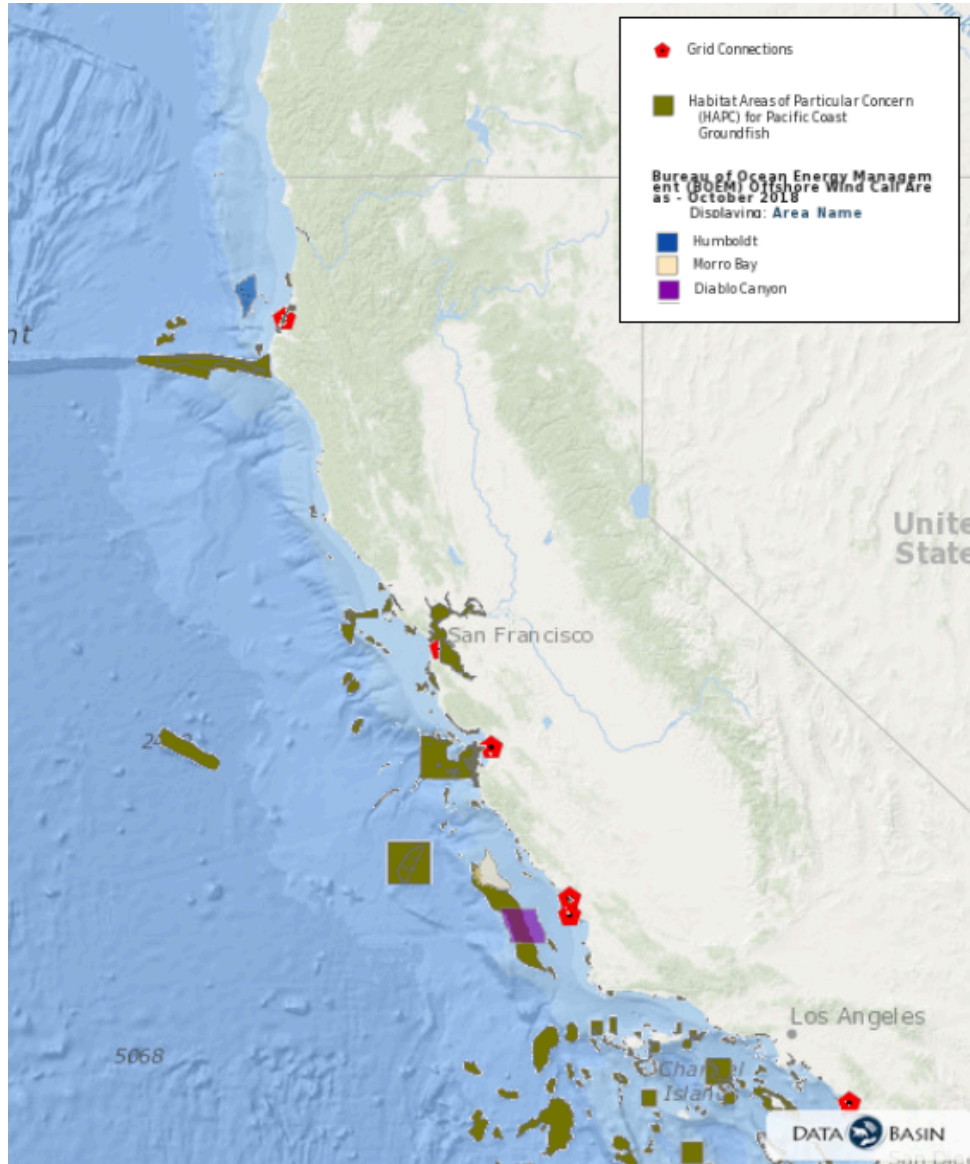 Grid Connections
Habitat Areas of Particular Concern
(HAPC) for Pacific Coast
Groundfish
Bureau of Ocean Energy Managem
ent (BOEM) Offshore Wind Call Are
as - October 2018
Displaying: Area Name
Humboldt
Morro Bay
Diablo Canyon
nt
Unite
State
San Francisco
Los Angeles
5068
Islan
DATA BASIN